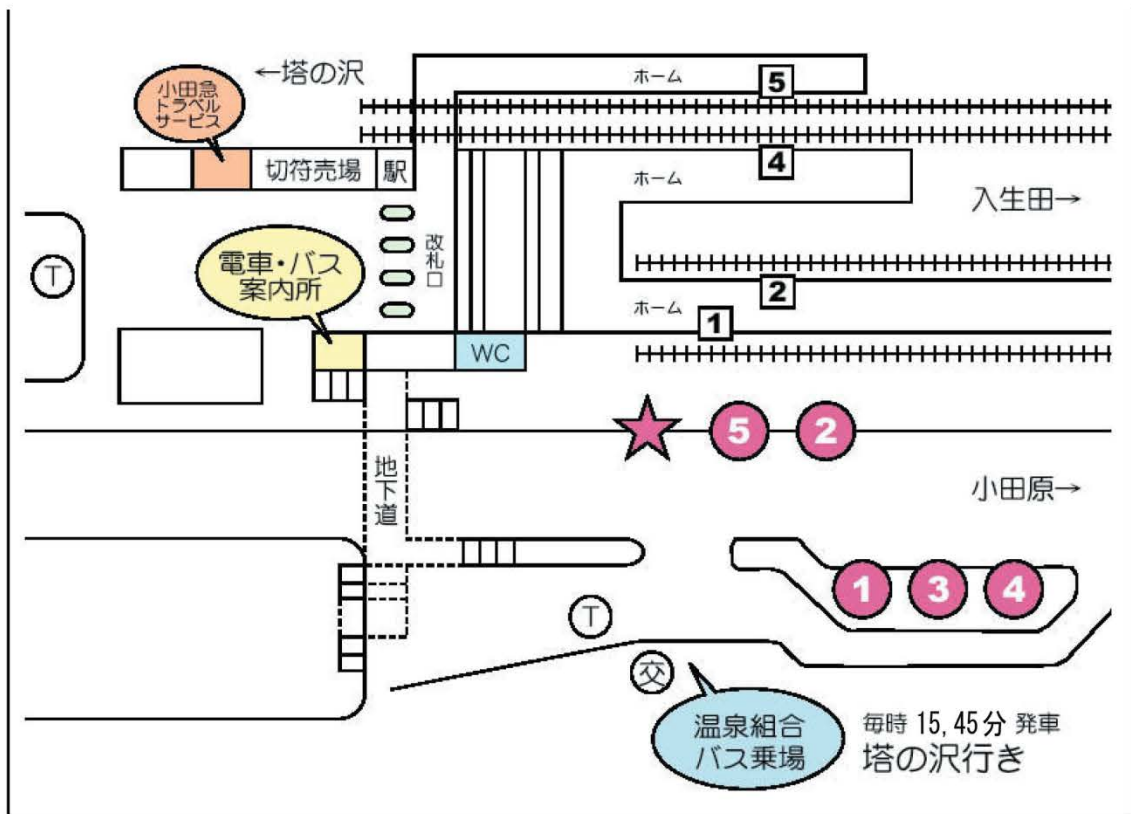 ←塔の沢
ホーム
5
小田急
トラベル
サービス
切符売場
駅
4
ホーム
入生田→
T
電車・バス
案内所
改札口
2
ホーム
1
WC
5
2
地下道
小田原→
1
3
4
T
交
温泉組合
バス乗場
毎時 15,45分 発車
塔の沢行き